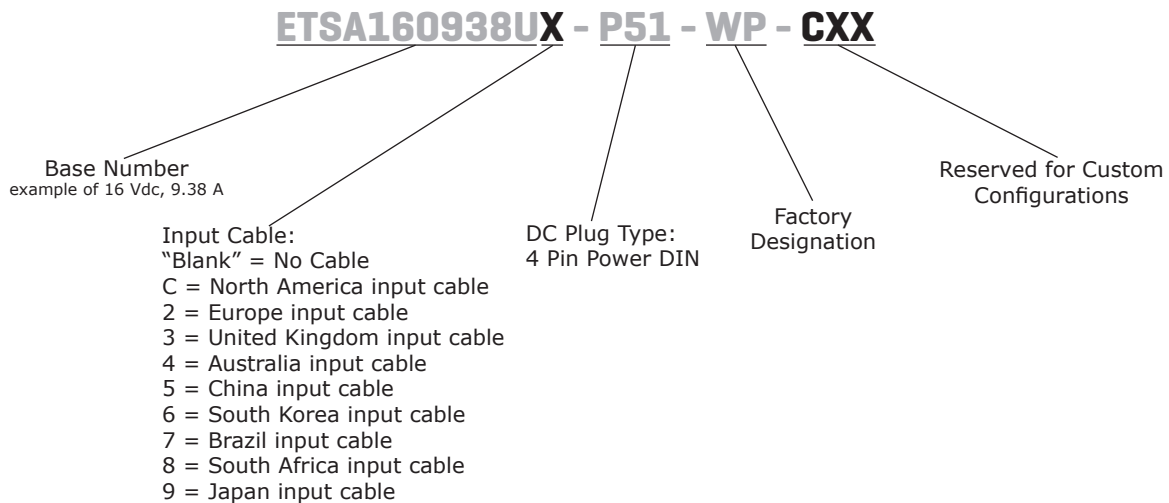 ETSA160938UX - P51 - WP - CXX
Base Number
example of 16 Vdc, 9.38 A
Input Cable:
“Blank” = No Cable
C = North America input cable
2 = Europe input cable
3 = United Kingdom input cable
4 = Australia input cable
5 = China input cable
6 = South Korea input cable
7 = Brazil input cable
8 = South Africa input cable
9 = Japan input cable
DC Plug Type:
4 Pin Power DIN
Factory
Designation
Reserved for Custom
Configurations